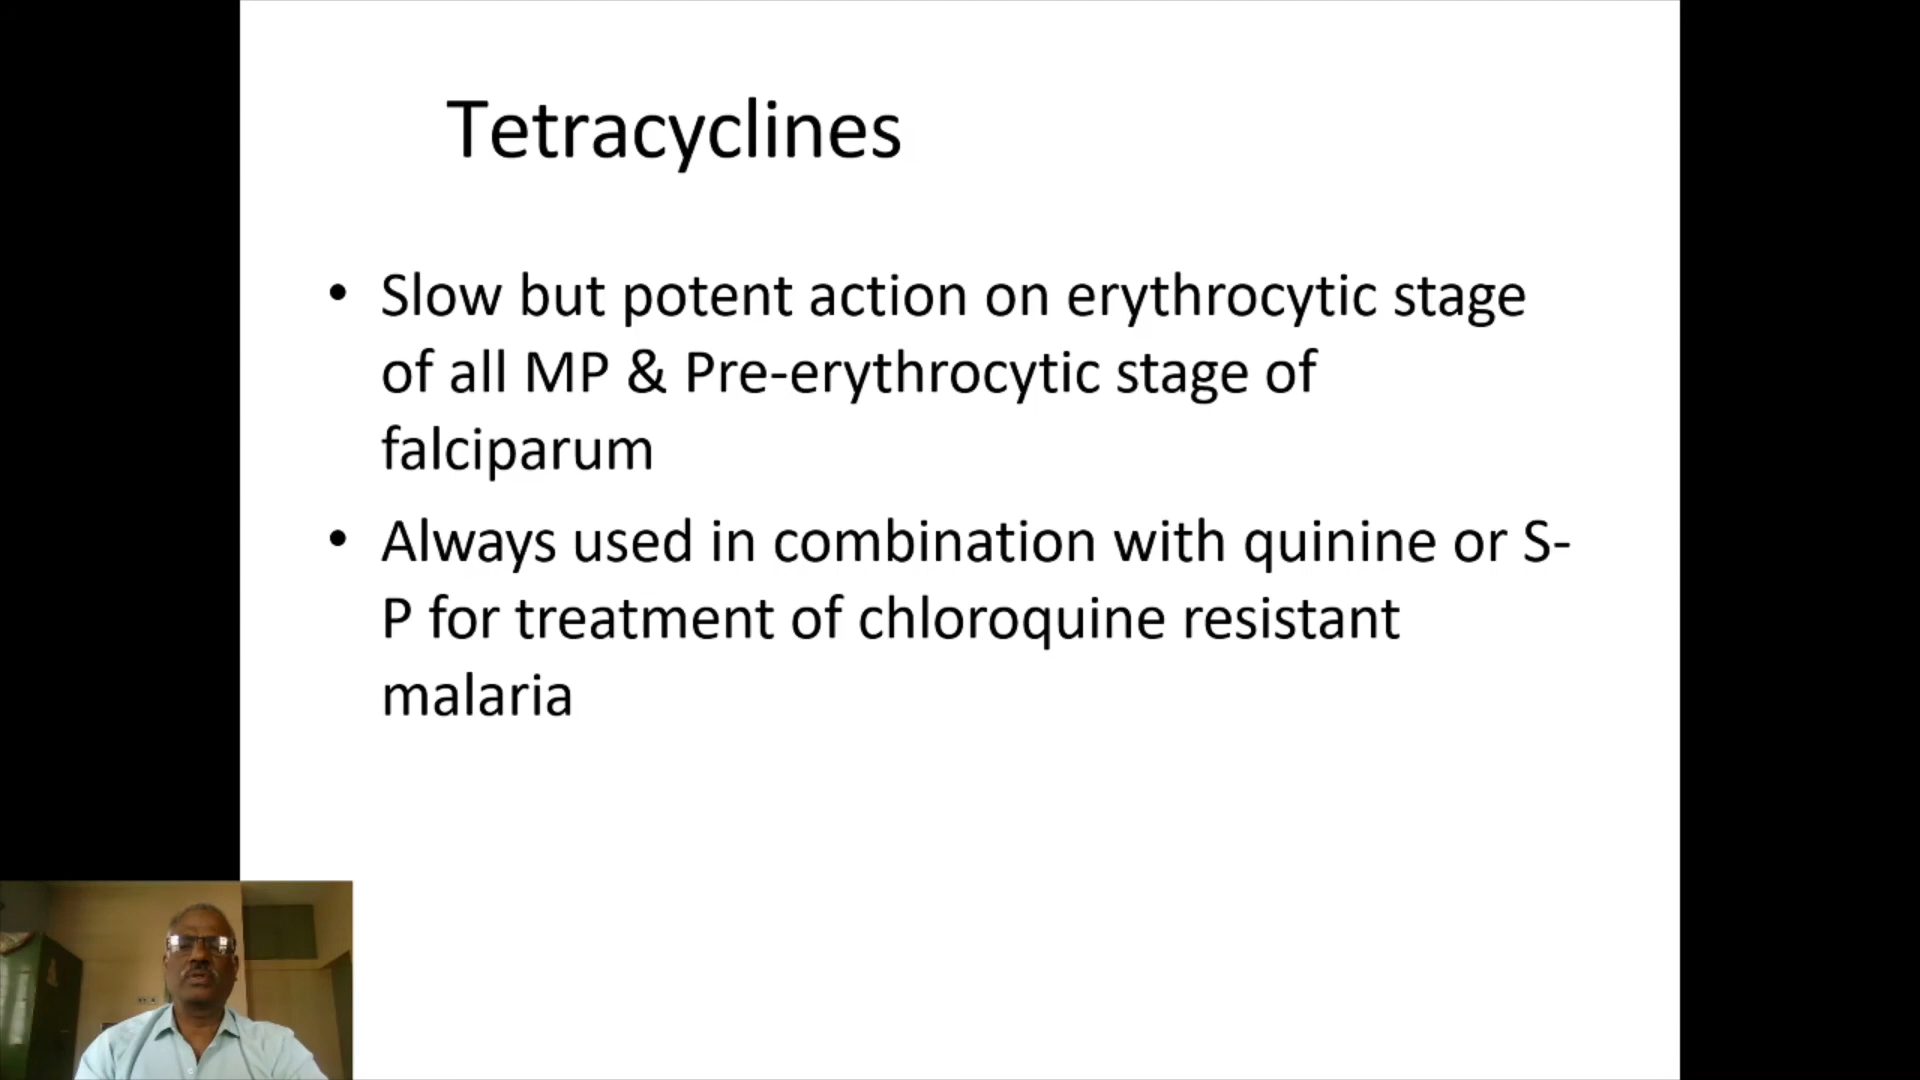 Tetracyclines
• Slow but potent action on erythrocytic stage
of all MP & Pre-erythrocytic stage of
falciparum
• Always used in combination with quinine or S-
P for treatment of chloroquine resistant
malaria